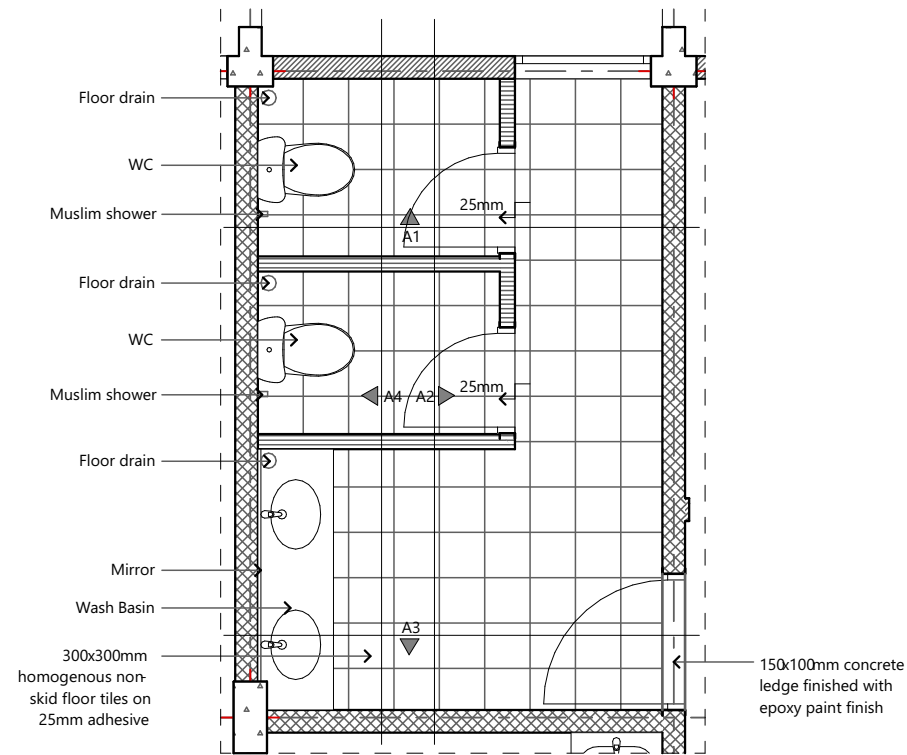 Floor drain
WC
Muslim shower
25mm
A1
Floor drain
WC
Muslim shower
25mm
A4
A2
Floor drain
Mirror
Wash Basin
A3
300x300mm
homogenous non-
skid floor tiles on
25mm adhesive
150x100mm concrete
ledge finished with
epoxy paint finish